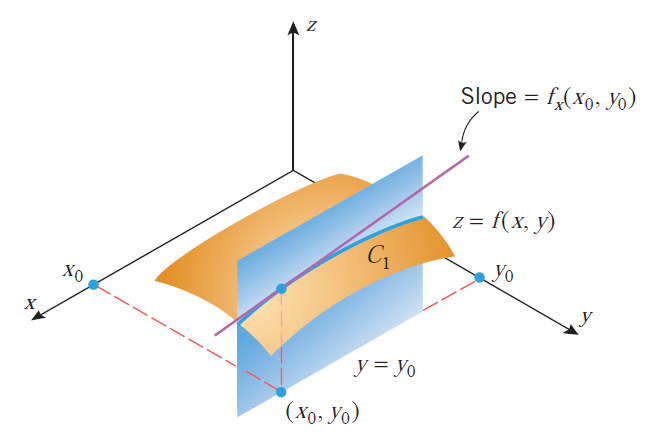 z
Slope = fₓ(x₀, y₀)
z = f(x, y)
C₁
x₀
y₀
x
y
y = y₀
(x₀, y₀)